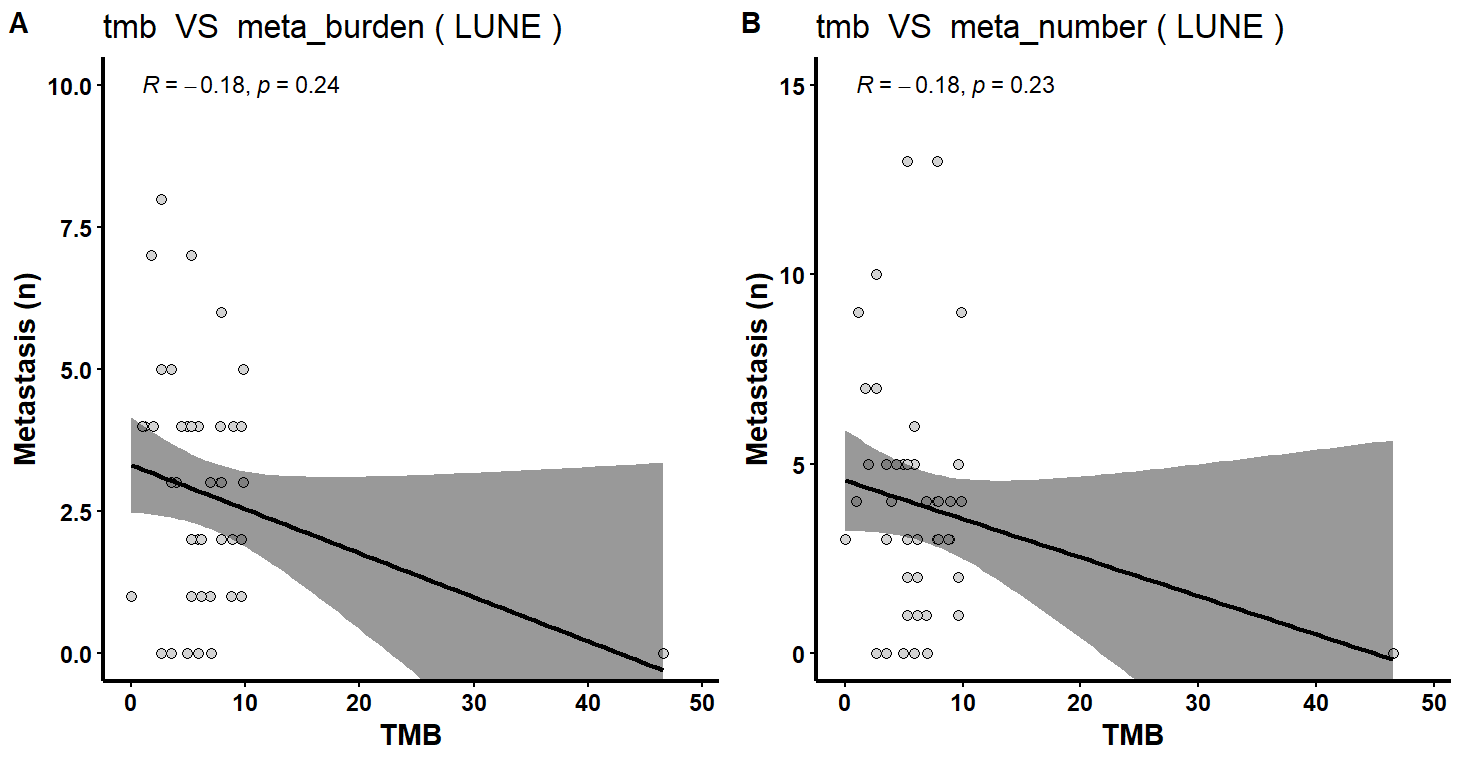 A
tmb VS meta_burden ( LUNE )
R = −0.18, p = 0.24
10.0
7.5
5.0
2.5
0.0
Metastasis (n)
0 10 20 30 40 50
TMB
B
tmb VS meta_number ( LUNE )
R = −0.18, p = 0.23
15
10
5
0
Metastasis (n)
0 10 20 30 40 50
TMB